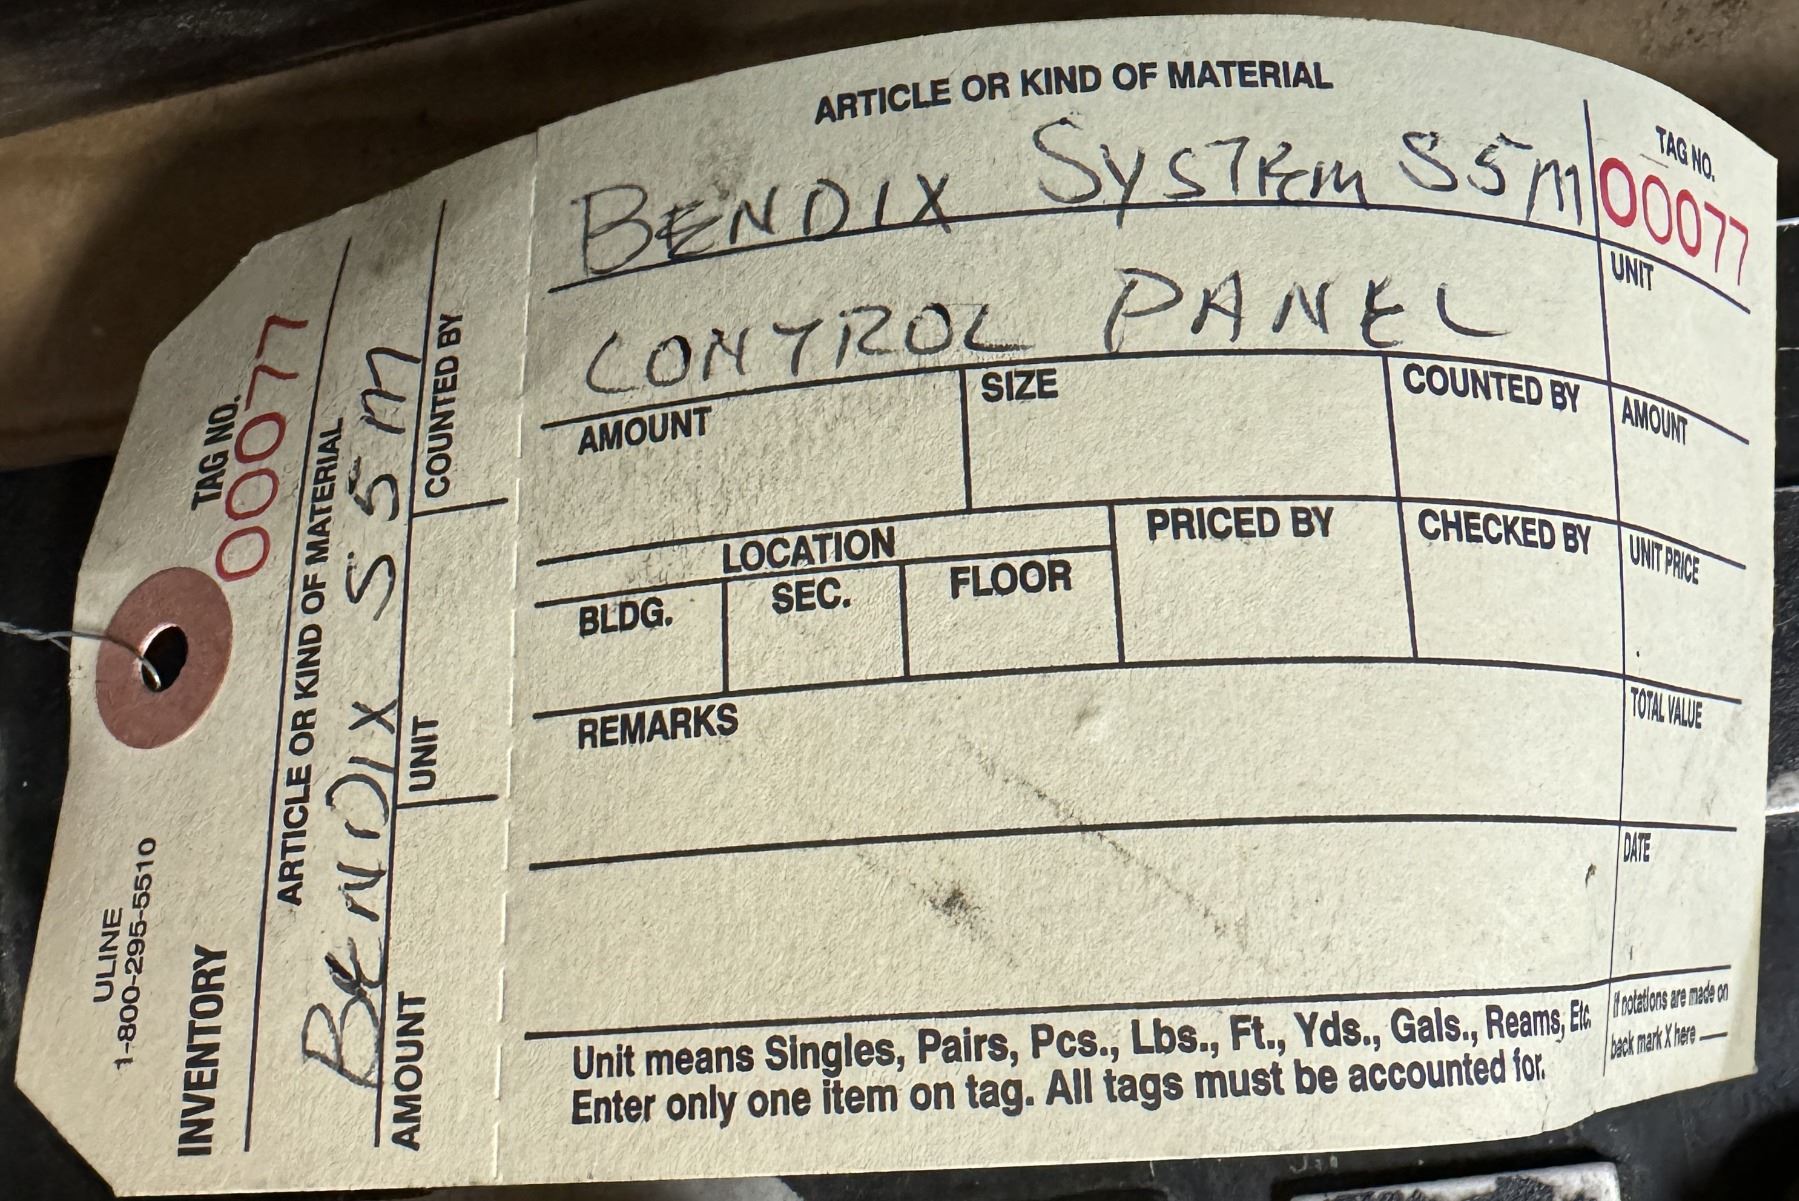 ULINE
1-800-295-5510
INVENTORY
TAG NO.
00077
ARTICLE OR KIND OF MATERIAL
BENDIX S5M
AMOUNT
UNIT
COUNTED BY
ARTICLE OR KIND OF MATERIAL
BENDIX SYSTEM S5M
CONTROL PANEL
TAG NO.
00077
UNIT
AMOUNT
SIZE
COUNTED BY
AMOUNT
LOCATION
BLDG.
SEC.
FLOOR
PRICED BY
CHECKED BY
UNIT PRICE
REMARKS
TOTAL VALUE
DATE
Unit means Singles, Pairs, Pcs., Lbs., Ft., Yds., Gals., Reams, Etc.
Enter only one item on tag. All tags must be accounted for.
If notations are made on
back mark X here